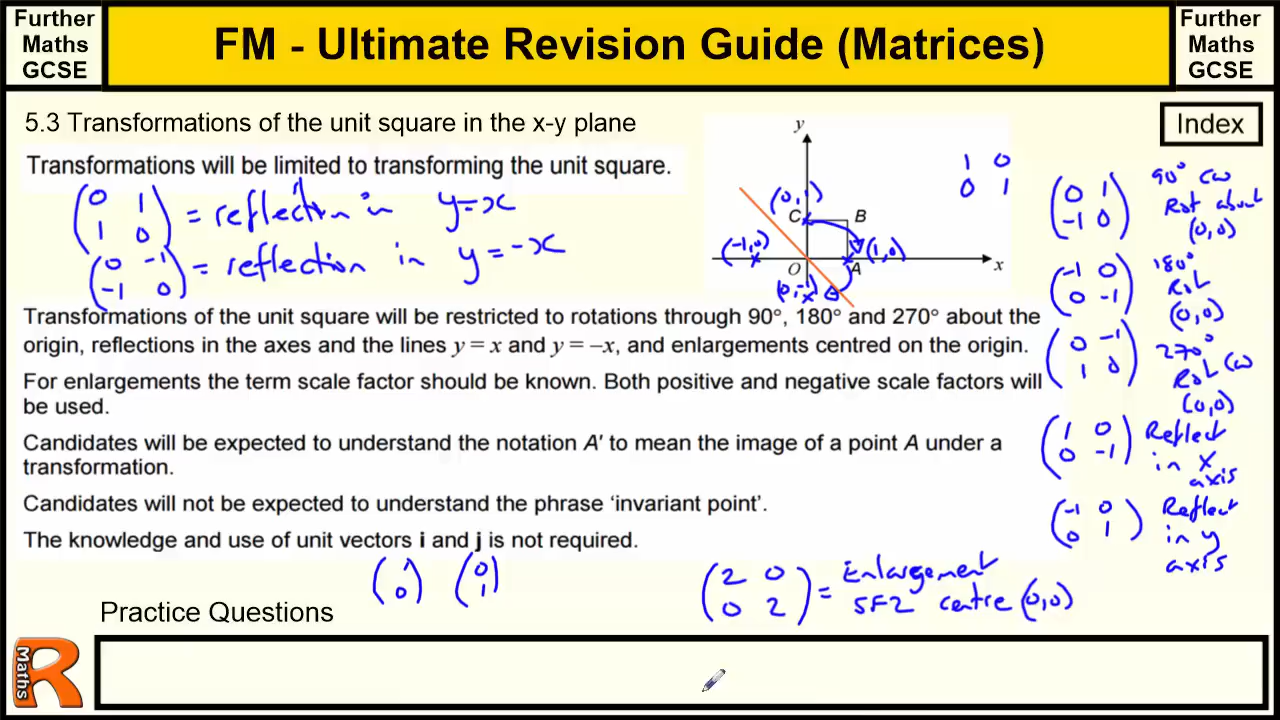 Further
Maths
GCSE
FM - Ultimate Revision Guide (Matrices)
Further
Maths
GCSE
5.3 Transformations of the unit square in the x-y plane
Index
Transformations will be limited to transforming the unit square.
(0 1
1 0) = reflection in y=x
(0 -1
-1 0) = reflection in y=-x
y
(0,1)
C
B
(-1,0)
(1,0)
O
A
x
(0,-1)
1 0
0 1
(0 1
-1 0)
90° CW
Rot about
(0,0)
(-1 0
0 -1)
180°
Rot
(0,0)
(0 -1
1 0)
270°
Rot CW
(0,0)
(1 0
0 -1)
Reflect
in x
axis
(-1 0
0 1)
Reflect
in y
axis
Transformations of the unit square will be restricted to rotations through 90°, 180° and 270° about the
origin, reflections in the axes and the lines y = x and y = –x, and enlargements centred on the origin.
For enlargements the term scale factor should be known. Both positive and negative scale factors will
be used.
Candidates will be expected to understand the notation A′ to mean the image of a point A under a
transformation.
Candidates will not be expected to understand the phrase ‘invariant point’.
The knowledge and use of unit vectors i and j is not required.
(1
0)
(0
1)
(2 0
0 2) = Enlargement
SF2 centre (0,0)
Practice Questions
R
Maths